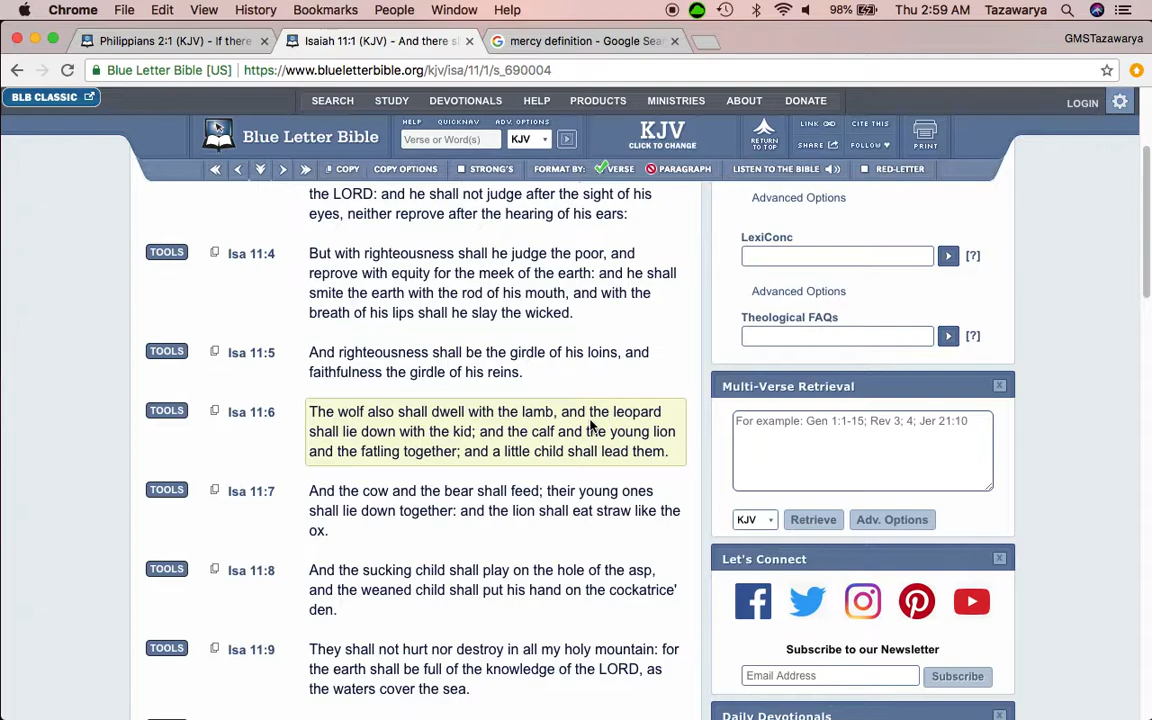 Chrome File Edit View History Bookmarks People Window Help 98% Thu 2:59 AM Tazawarya
Philippians 2:1 (KJV) - If there × Isaiah 11:1 (KJV) - And there s × mercy definition - Google Sear × GMSTazawarya
Blue Letter Bible [US] https://www.blueletterbible.org/kjv/isa/11/1/s_690004
BLB CLASSIC
SEARCH STUDY DEVOTIONALS HELP PRODUCTS MINISTRIES ABOUT DONATE LOGIN
HELP QUICKNAV ADV. OPTIONS
Blue Letter Bible Verse or Word(s) KJV
KJV
CLICK TO CHANGE
RETURN TO TOP
LINK CITE THIS
SHARE FOLLOW PRINT
COPY COPY OPTIONS STRONG'S FORMAT BY: VERSE PARAGRAPH LISTEN TO THE BIBLE RED-LETTER
the LORD: and he shall not judge after the sight of his
eyes, neither reprove after the hearing of his ears:
TOOLS Isa 11:4 But with righteousness shall he judge the poor, and
reprove with equity for the meek of the earth: and he shall
smite the earth with the rod of his mouth, and with the
breath of his lips shall he slay the wicked.
TOOLS Isa 11:5 And righteousness shall be the girdle of his loins, and
faithfulness the girdle of his reins.
TOOLS Isa 11:6 The wolf also shall dwell with the lamb, and the leopard
shall lie down with the kid; and the calf and the young lion
and the fatling together; and a little child shall lead them.
TOOLS Isa 11:7 And the cow and the bear shall feed; their young ones
shall lie down together: and the lion shall eat straw like the
ox.
TOOLS Isa 11:8 And the sucking child shall play on the hole of the asp,
and the weaned child shall put his hand on the cockatrice'
den.
TOOLS Isa 11:9 They shall not hurt nor destroy in all my holy mountain: for
the earth shall be full of the knowledge of the LORD, as
the waters cover the sea.
Advanced Options
LexiConc
[?]
Advanced Options
Theological FAQs
[?]
Multi-Verse Retrieval x
For example: Gen 1:1-15; Rev 3; 4; Jer 21:10
KJV Retrieve Adv. Options
Let's Connect x
Subscribe to our Newsletter
Email Address Subscribe
Daily Devotionals x